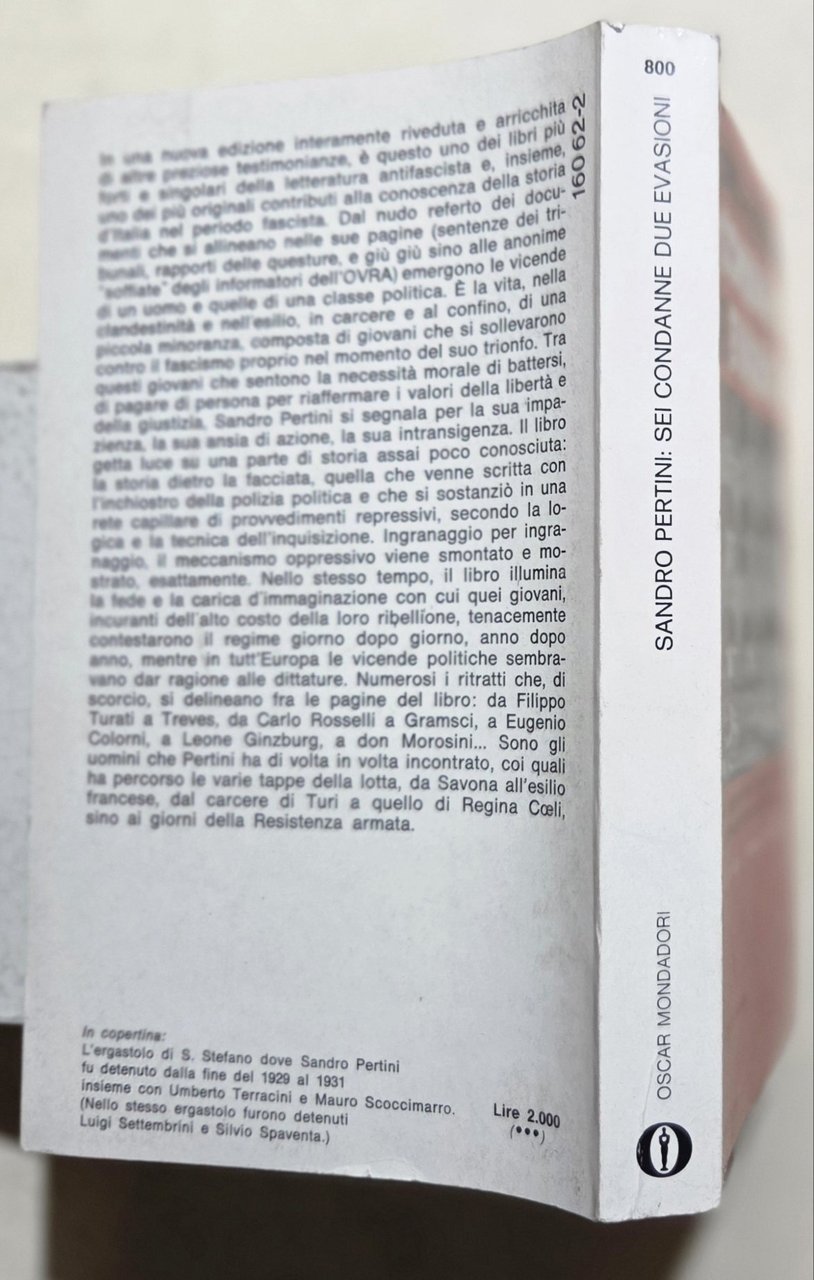 In una nuova edizione interamente riveduta e arricchita
di altre preziose testimonianze, è questo uno dei libri più
forti e singolari della letteratura antifascista e, insieme,
uno dei più originali contributi alla conoscenza della storia
d'Italia nel periodo fascista. Dal nudo referto dei docu-
menti che si allineano nelle sue pagine (sentenze dei tri-
bunali, rapporti delle questure, e giù giù sino alle anonime
"soffiate" degli informatori dell'OVRA) emergono le vicende
di un uomo e quelle di una classe politica. È la vita, nella
clandestinità e nell'esilio, in carcere e al confino, di una
piccola minoranza, composta di giovani che si sollevarono
contro il fascismo proprio nel momento del suo trionfo. Tra
questi giovani che sentono la necessità morale di battersi,
di pagare di persona per riaffermare i valori della libertà e
della giustizia, Sandro Pertini si segnala per la sua impa-
zienza, la sua ansia di azione, la sua intransigenza. Il libro
getta luce su una parte di storia assai poco conosciuta:
la storia dietro la facciata, quella che venne scritta con
l'inchiostro della polizia politica e che si sostanziò in una
rete capillare di provvedimenti repressivi, secondo la lo-
gica e la tecnica dell'inquisizione. Ingranaggio per ingra-
naggio, il meccanismo oppressivo viene smontato e mo-
strato, esattamente. Nello stesso tempo, il libro illumina
la fede e la carica d'immaginazione con cui quei giovani,
incuranti dell'alto costo della loro ribellione, tenacemente
contestarono il regime giorno dopo giorno, anno dopo
anno, mentre in tutt'Europa le vicende politiche sembra-
vano dar ragione alle dittature. Numerosi i ritratti che, di
scorcio, si delineano fra le pagine del libro: da Filippo
Turati a Treves, da Carlo Rosselli a Gramsci, a Eugenio
Colorni, a Leone Ginzburg, a don Morosini... Sono gli
uomini che Pertini ha di volta in volta incontrato, coi quali
ha percorso le varie tappe della lotta, da Savona all'esilio
francese, dal carcere di Turi a quello di Regina Cœli,
sino ai giorni della Resistenza armata.
In copertina:
L'ergastolo di S. Stefano dove Sandro Pertini
fu detenuto dalla fine del 1929 al 1931
insieme con Umberto Terracini e Mauro Scoccimarro.
(Nello stesso ergastolo furono detenuti
Luigi Settembrini e Silvio Spaventa.)
Lire 2.000
(•••)
160 62-2
800
SANDRO PERTINI: SEI CONDANNE DUE EVASIONI
OSCAR MONDADORI